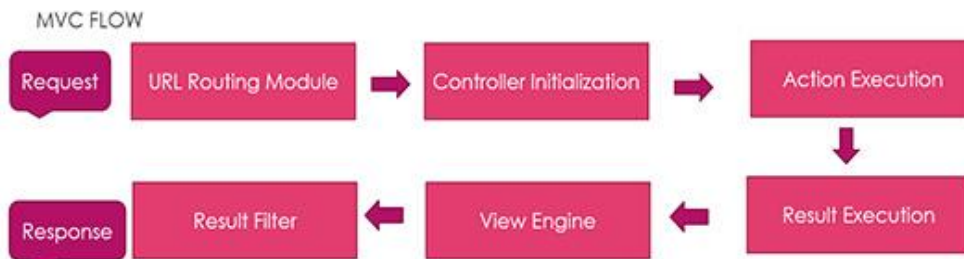 MVC FLOW
Request
URL Routing Module
Controller Initialization
Action Execution
Response
Result Filter
View Engine
Result Execution